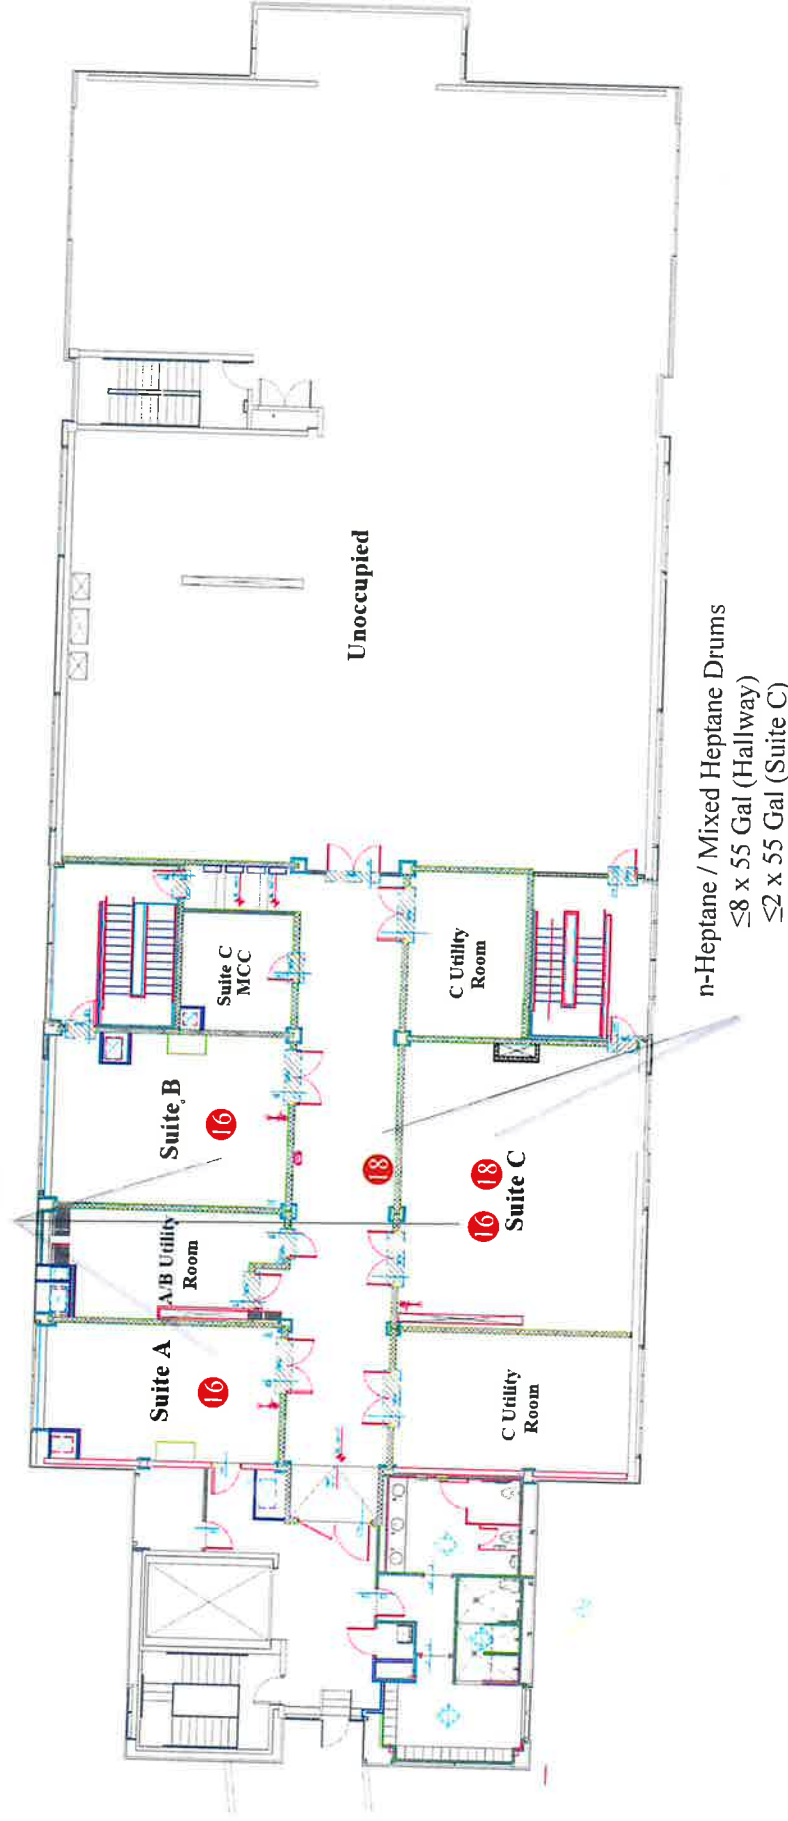 Unoccupied
Suite C
MCC
C Utility
Room
Suite B
16
18
16 18
Suite C
A/B Utility
Room
Suite A
16
C Utility
Room
n-Heptane / Mixed Heptane Drums
≤8 x 55 Gal (Hallway)
≤2 x 55 Gal (Suite C)